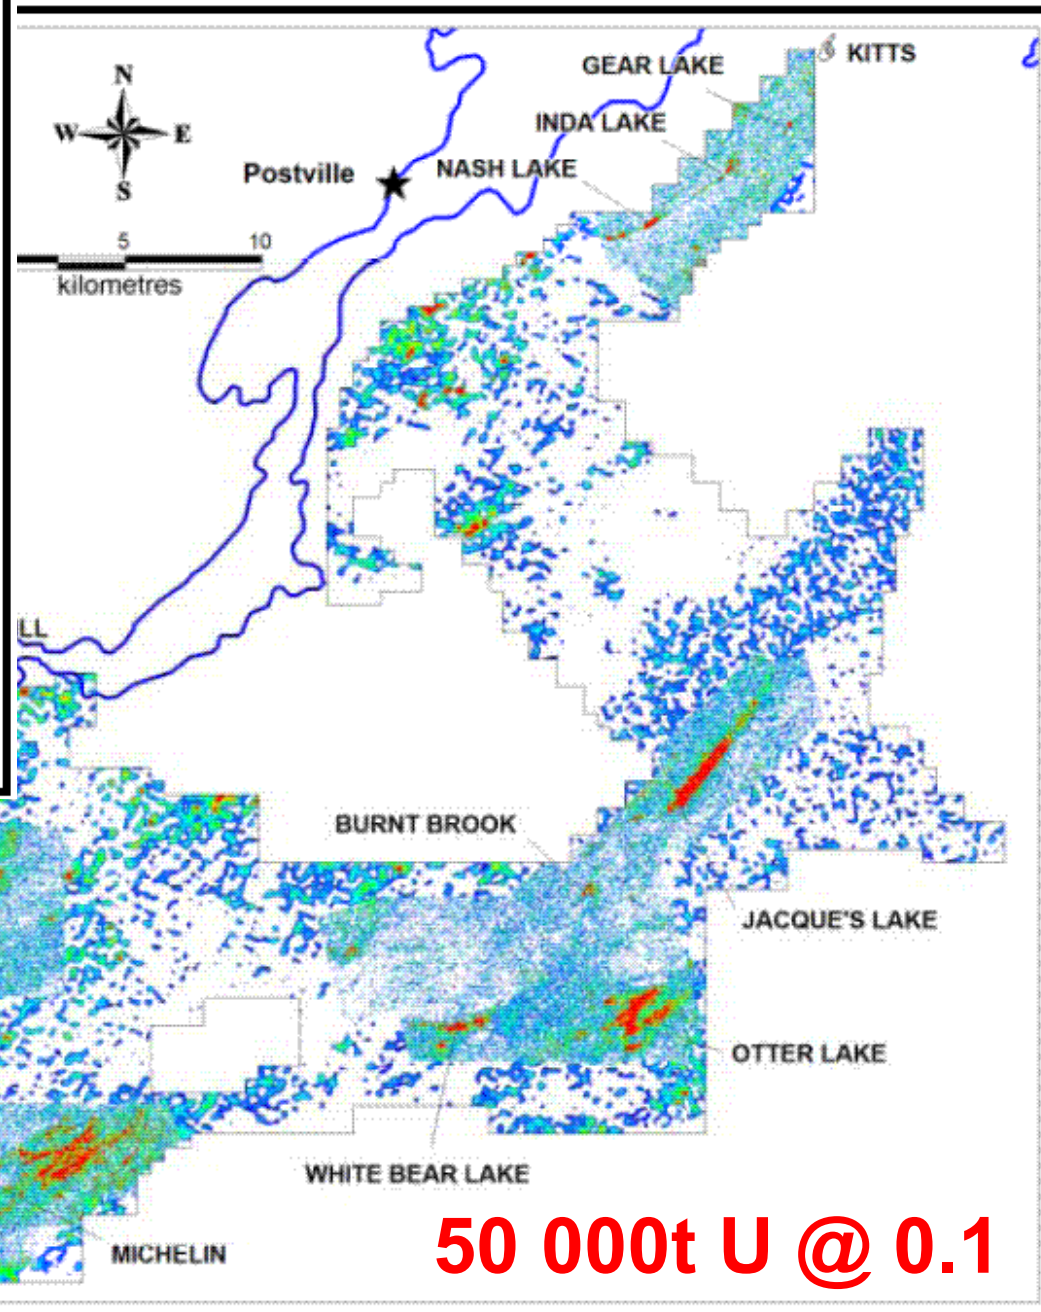 GEAR LAKE
KITTS
N
INDA LAKE
W E
NASH LAKE
Postville
S
5 10
kilometres
LL
BURNT BROOK
JACQUE'S LAKE
OTTER LAKE
WHITE BEAR LAKE
50 000t U @ 0.1
MICHELIN